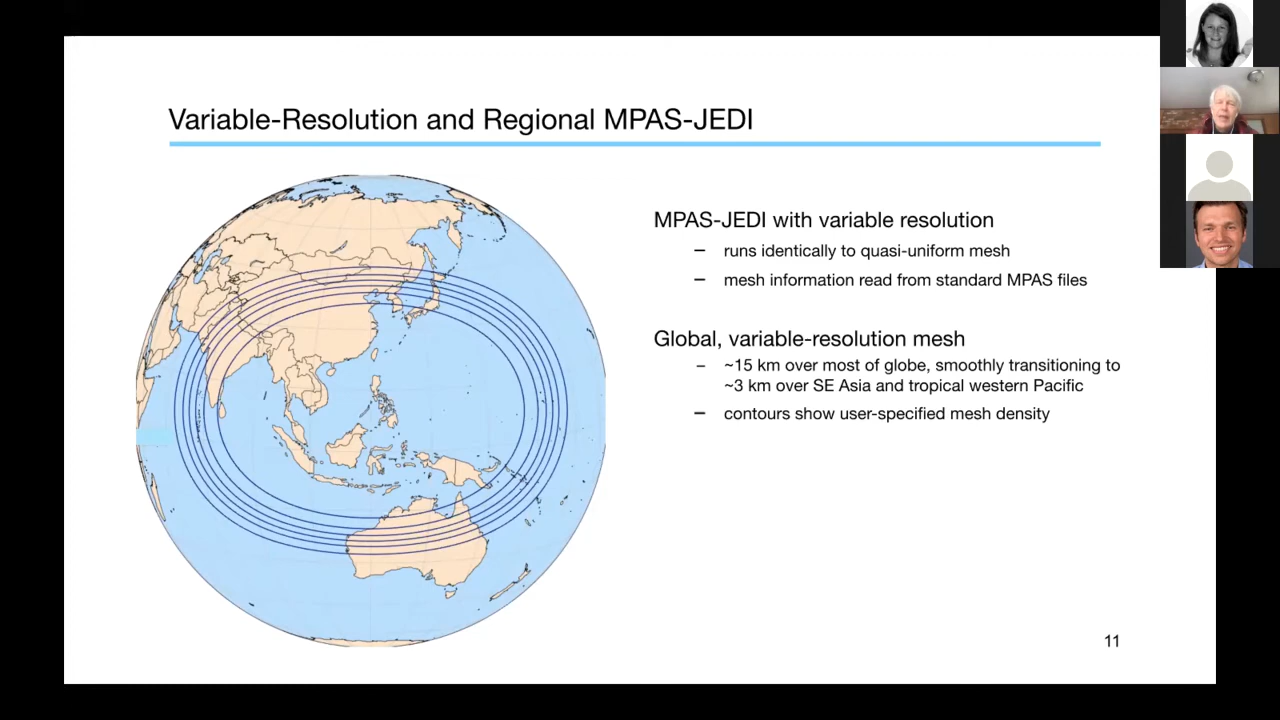 Variable-Resolution and Regional MPAS-JEDI
MPAS-JEDI with variable resolution
– runs identically to quasi-uniform mesh
– mesh information read from standard MPAS files
Global, variable-resolution mesh
– ~15 km over most of globe, smoothly transitioning to
~3 km over SE Asia and tropical western Pacific
– contours show user-specified mesh density
11